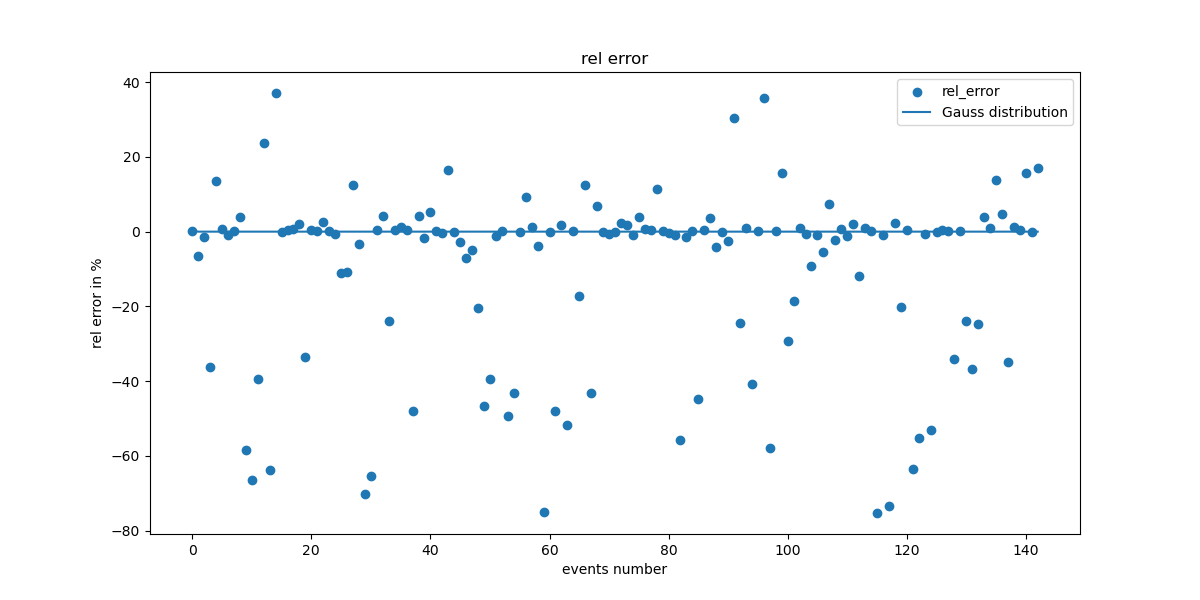 rel error
rel_error
Gauss distribution
40
20
0
−20
−40
−60
−80
rel error in %
0 20 40 60 80 100 120 140
events number